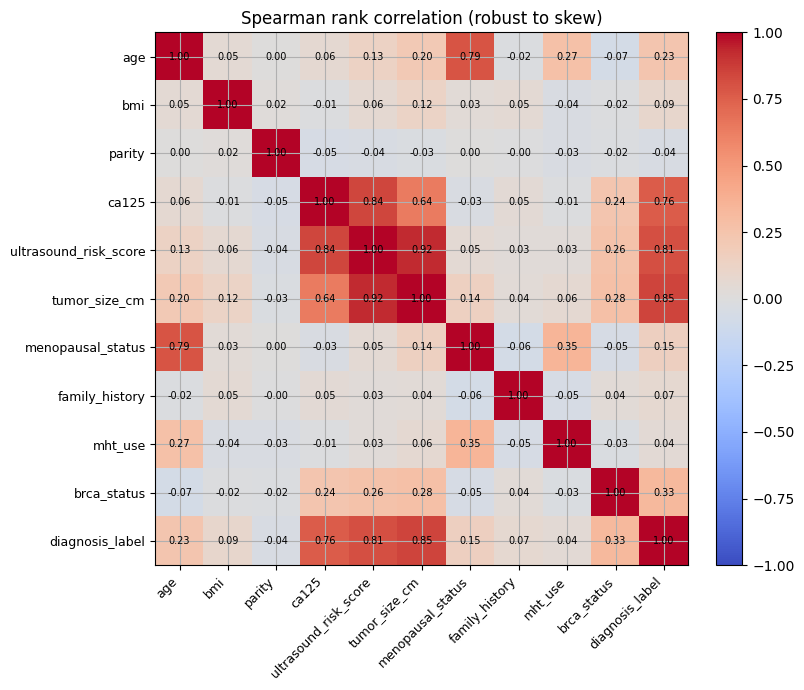 Spearman rank correlation (robust to skew)
age 1.00 0.05 0.00 0.06 0.13 0.20 0.79 -0.02 0.27 -0.07 0.23
bmi 0.05 1.00 0.02 -0.01 0.06 0.12 0.03 0.05 -0.04 -0.02 0.09
parity 0.00 0.02 1.00 -0.05 -0.04 -0.03 0.00 -0.00 -0.03 -0.02 -0.04
ca125 0.06 -0.01 -0.05 1.00 0.84 0.64 -0.03 0.05 -0.01 0.24 0.76
ultrasound_risk_score 0.13 0.06 -0.04 0.84 1.00 0.92 0.05 0.03 0.03 0.26 0.81
tumor_size_cm 0.20 0.12 -0.03 0.64 0.92 1.00 0.14 0.04 0.06 0.28 0.85
menopausal_status 0.79 0.03 0.00 -0.03 0.05 0.14 1.00 -0.06 0.35 -0.05 0.15
family_history -0.02 0.05 -0.00 0.05 0.03 0.04 -0.06 1.00 -0.05 0.04 0.07
mht_use 0.27 -0.04 -0.03 -0.01 0.03 0.06 0.35 -0.05 1.00 -0.03 0.04
brca_status -0.07 -0.02 -0.02 0.24 0.26 0.28 -0.05 0.04 -0.03 1.00 0.33
diagnosis_label 0.23 0.09 -0.04 0.76 0.81 0.85 0.15 0.07 0.04 0.33 1.00
age bmi parity ca125 ultrasound_risk_score tumor_size_cm menopausal_status family_history mht_use brca_status diagnosis_label
1.00
0.75
0.50
0.25
0.00
−0.25
−0.50
−0.75
−1.00